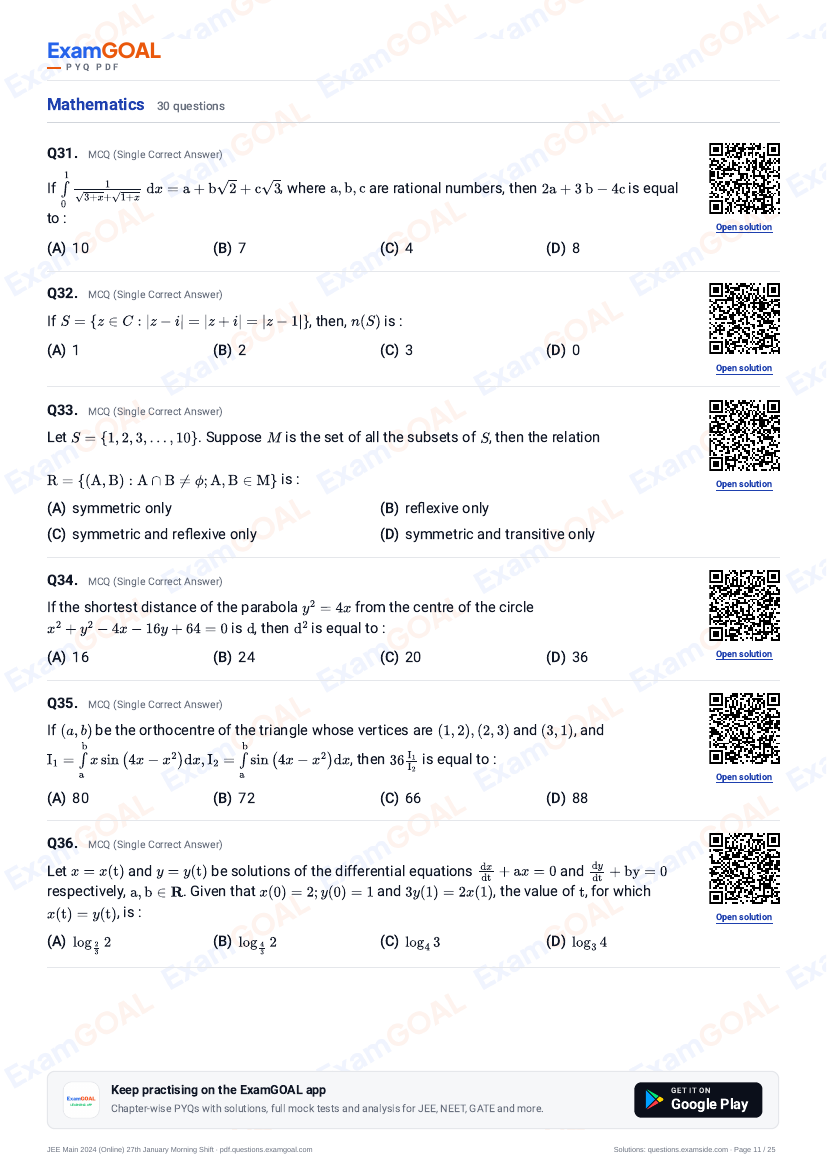 ExamGOAL
PYQ PDF
Mathematics 30 questions
Q31. MCQ (Single Correct Answer)
If \int_0^1 \frac{1}{\sqrt{3+x}+\sqrt{1+x}} dx = a + b√2 + c√3, where a, b, c are rational numbers, then 2a + 3 b − 4c is equal
to :
(A) 10 (B) 7 (C) 4 (D) 8
Open solution
Q32. MCQ (Single Correct Answer)
If S = {z ∈ C : |z − i| = |z + i| = |z − 1|}, then, n(S) is :
(A) 1 (B) 2 (C) 3 (D) 0
Open solution
Q33. MCQ (Single Correct Answer)
Let S = {1, 2, 3, . . . , 10}. Suppose M is the set of all the subsets of S, then the relation
R = {(A, B) : A ∩ B ≠ ϕ; A, B ∈ M} is :
(A) symmetric only (B) reflexive only
(C) symmetric and reflexive only (D) symmetric and transitive only
Open solution
Q34. MCQ (Single Correct Answer)
If the shortest distance of the parabola y² = 4x from the centre of the circle
x² + y² − 4x − 16y + 64 = 0 is d, then d² is equal to :
(A) 16 (B) 24 (C) 20 (D) 36
Open solution
Q35. MCQ (Single Correct Answer)
If (a, b) be the orthocentre of the triangle whose vertices are (1, 2), (2, 3) and (3, 1), and
I₁ = \int_a^b x sin (4x − x²)dx, I₂ = \int_a^b sin (4x − x²)dx, then 36\frac{I₁}{I₂} is equal to :
(A) 80 (B) 72 (C) 66 (D) 88
Open solution
Q36. MCQ (Single Correct Answer)
Let x = x(t) and y = y(t) be solutions of the differential equations \frac{dx}{dt} + ax = 0 and \frac{dy}{dt} + by = 0
respectively, a, b ∈ R. Given that x(0) = 2; y(0) = 1 and 3y(1) = 2x(1), the value of t, for which
x(t) = y(t), is :
(A) \log_{\frac{2}{3}} 2 (B) \log_{\frac{4}{3}} 2 (C) log₄ 3 (D) log₃ 4
Open solution
Keep practising on the ExamGOAL app
Chapter-wise PYQs with solutions, full mock tests and analysis for JEE, NEET, GATE and more.
GET IT ON
Google Play
JEE Main 2024 (Online) 27th January Morning Shift · pdf.questions.examgoal.com
Solutions: questions.examside.com · Page 11 / 25